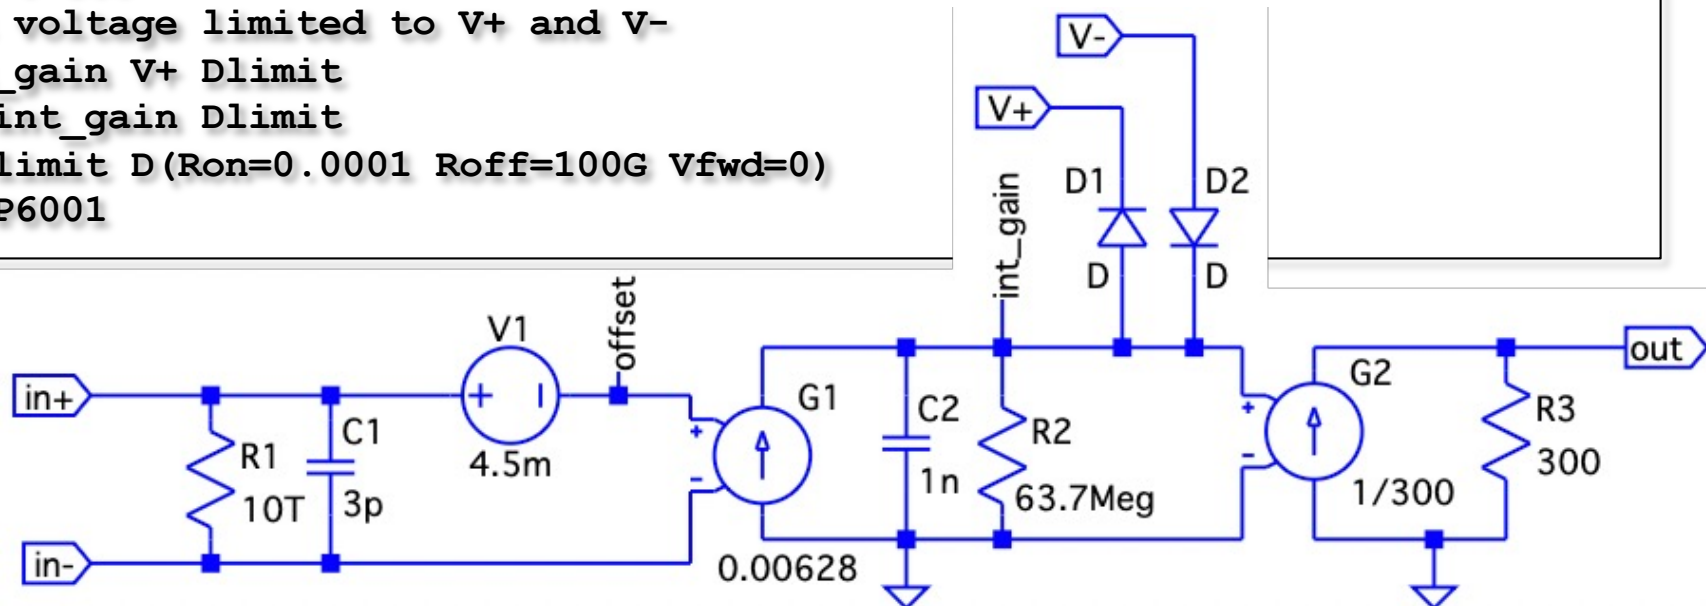 voltage limited to V+ and V-
_gain V+ Dlimit
int_gain Dlimit
limit D(Ron=0.0001 Roff=100G Vfwd=0)
P6001
V-
V+
D1
D2
int_gain
D
D
in+
in-
R1
10T
C1
3p
V1
+
4.5m
offset
+
-
G1
0.00628
C2
1n
R2
63.7Meg
+
-
G2
1/300
R3
300
out